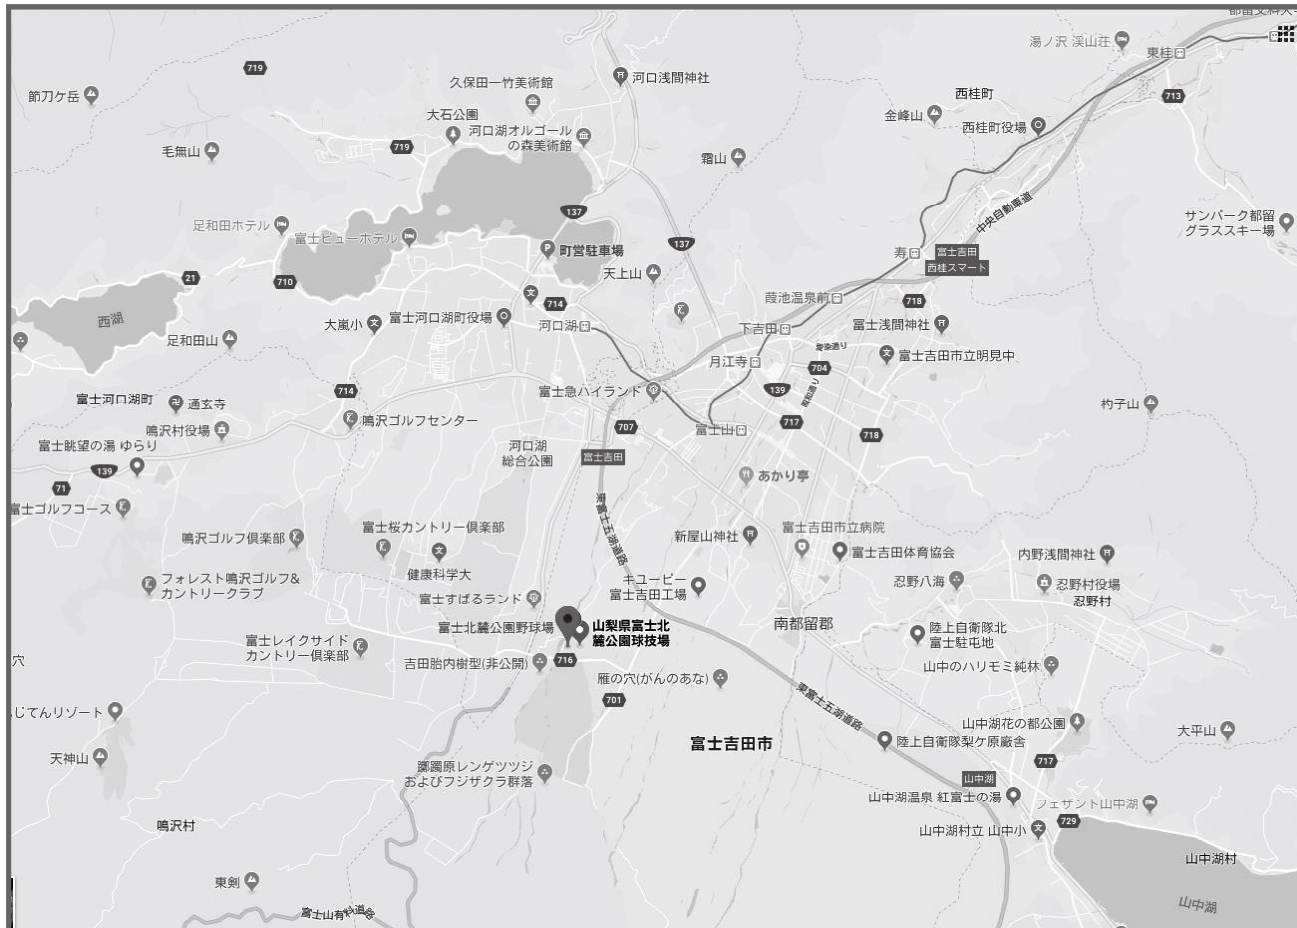 719
節刀ケ岳
毛無山
719
久保田一竹美術館
大石公園
河口湖オルゴール
の森美術館
河口浅間神社
霜山
湯ノ沢 渓山荘
東桂
713
西桂町
金峰山
西桂町役場
中央自動車道
サンパーク都留
グラススキー場
足和田ホテル
富士ビューホテル
137
137
町営駐車場
天上山
寿
富士吉田
西桂スマート
21
710
714
西湖
足和田山
大嵐小
富士河口湖町役場
河口湖
葭池温泉前
718
下吉田
富士浅間神社
月江寺
富士吉田市立明見中
704
139
昭和通り
717
718
杓子山
富士急ハイランド
富士山
707
714
富士河口湖町
通玄寺
鳴沢村役場
鳴沢ゴルフセンター
富士眺望の湯 ゆらり
139
71
河口湖
総合公園
富士吉田
あかり亭
富士ゴルフコース
鳴沢ゴルフ倶楽部
富士桜カントリー倶楽部
健康科学大
東富士五湖道路
新屋山神社
富士吉田市立病院
富士吉田体育協会
内野浅間神社
忍野八海
忍野村役場
忍野村
フォレスト鳴沢ゴルフ&
カントリークラブ
キユーピー
富士吉田工場
富士すばるランド
富士北麓公園野球場
山梨県富士北
麓公園球技場
南都留郡
陸上自衛隊北
富士駐屯地
富士レイクサイド
カントリー倶楽部
吉田胎内樹型(非公開)
716
山中のハリモミ純林
雁の穴(がんのあな)
701
穴
じてんリゾート
天神山
東富士五湖道路
富士吉田市
山中湖花の都公園
陸上自衛隊梨ケ原廠舎
大平山
717
躑躅原レンゲツツジ
およびフジザクラ群落
山中湖
山中湖温泉 紅富士の湯
フェザント山中湖
729
山中湖村立 山中小
鳴沢村
山中湖村
東剣
富士山有料道路
山中湖